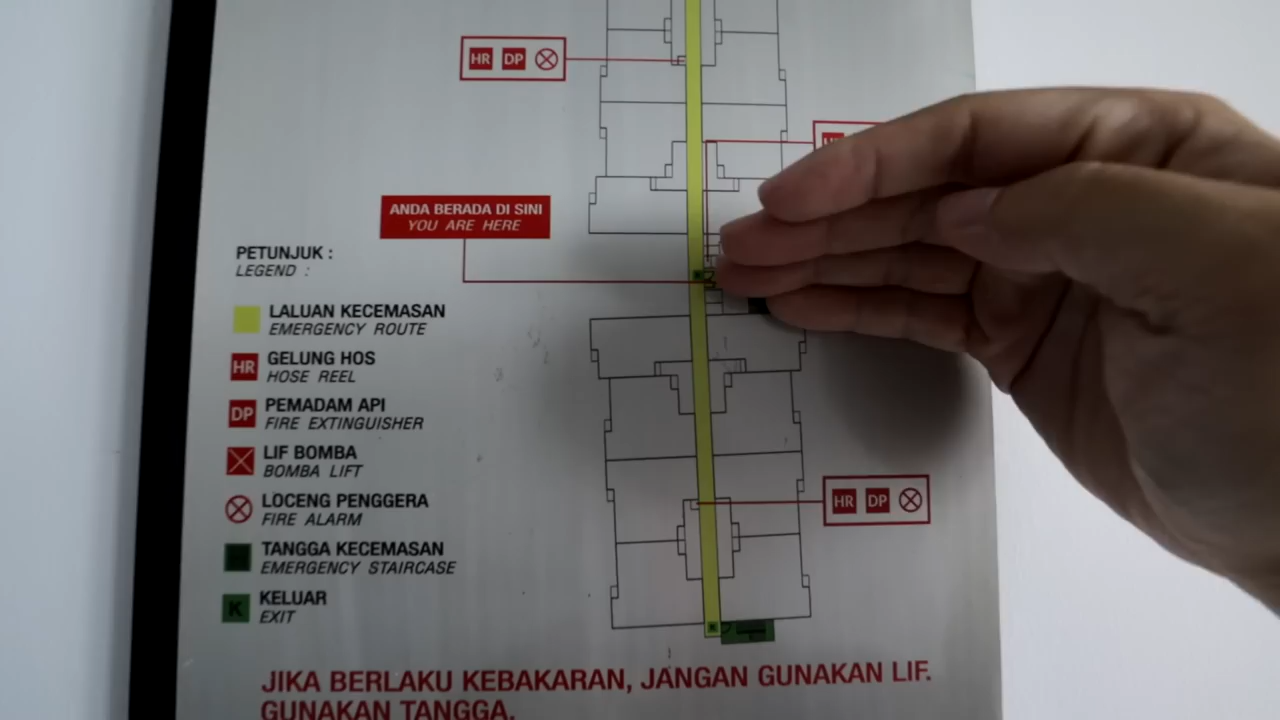 HR DP
ANDA BERADA DI SINI
YOU ARE HERE
PETUNJUK :
LEGEND :
LALUAN KECEMASAN
EMERGENCY ROUTE
HR GELUNG HOS
HOSE REEL
DP PEMADAM API
FIRE EXTINGUISHER
LIF BOMBA
BOMBA LIFT
LOCENG PENGGERA
FIRE ALARM
HR DP
TANGGA KECEMASAN
EMERGENCY STAIRCASE
K KELUAR
EXIT
JIKA BERLAKU KEBAKARAN, JANGAN GUNAKAN LIF.
GUNAKAN TANGGA.